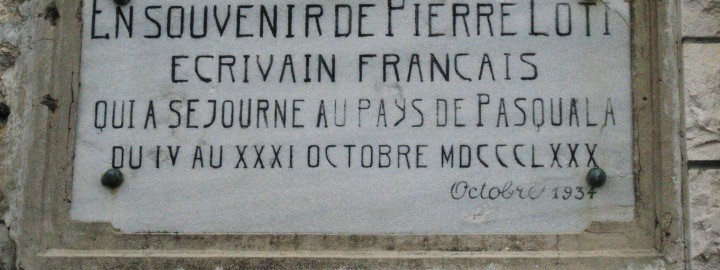 EN SOUVENIR DE PIERRE LOTI
ECRIVAIN FRANCAIS
QUI A SEJOURNE AU PAYS DE PASQUALA
DU IV AU XXXI OCTOBRE MDCCCLXXX
Octobre 1934